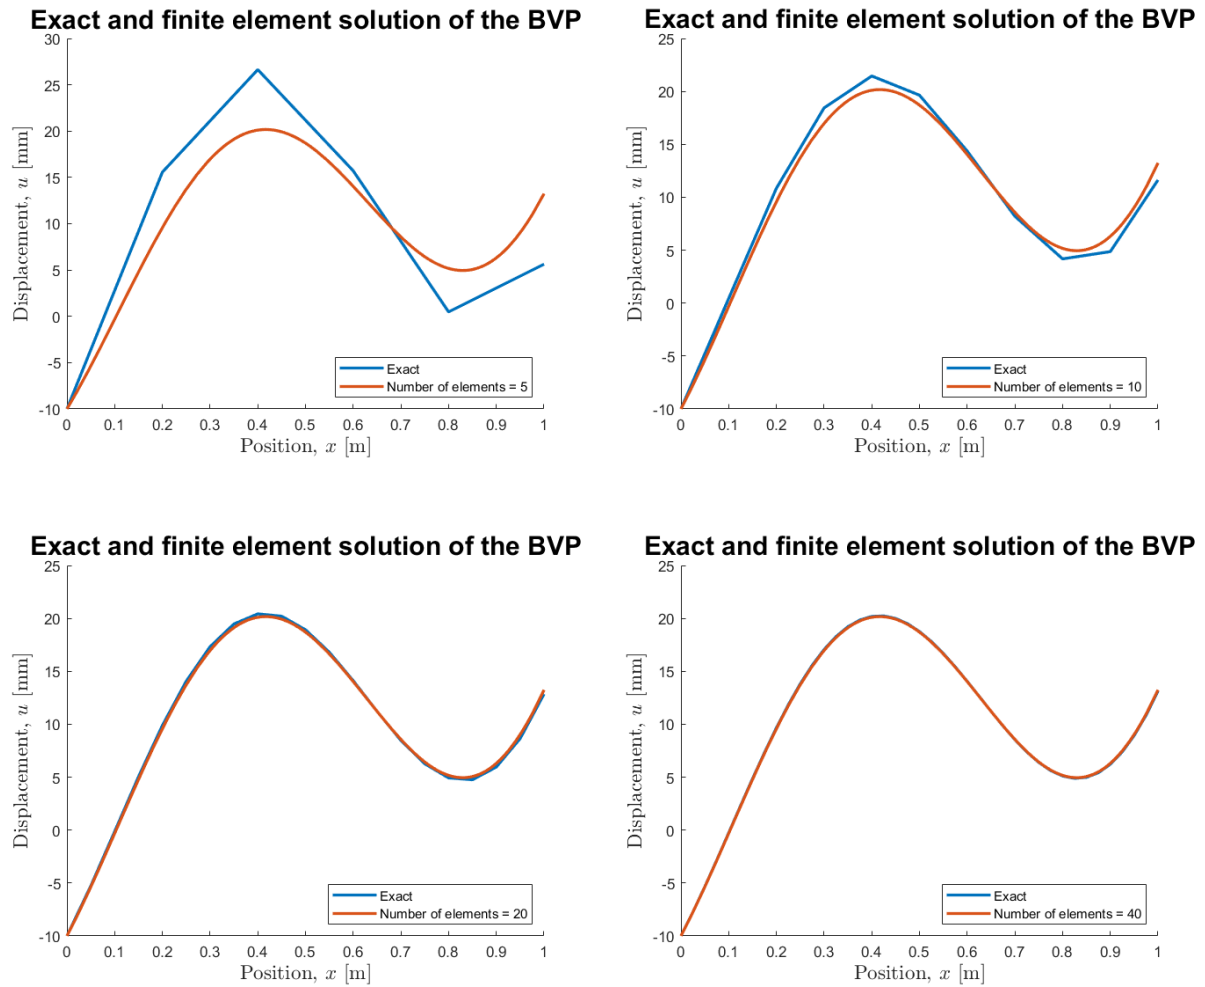 Exact and finite element solution of the BVP
30
25
20
15
10
5
0
-5
-10
Displacement, u [mm]
Exact
Number of elements = 5
0 0.1 0.2 0.3 0.4 0.5 0.6 0.7 0.8 0.9 1
Position, x [m]
Exact and finite element solution of the BVP
25
20
15
10
5
0
-5
-10
Displacement, u [mm]
Exact
Number of elements = 10
0 0.1 0.2 0.3 0.4 0.5 0.6 0.7 0.8 0.9 1
Position, x [m]
Exact and finite element solution of the BVP
25
20
15
10
5
0
-5
-10
Displacement, u [mm]
Exact
Number of elements = 20
0 0.1 0.2 0.3 0.4 0.5 0.6 0.7 0.8 0.9 1
Position, x [m]
Exact and finite element solution of the BVP
25
20
15
10
5
0
-5
-10
Displacement, u [mm]
Exact
Number of elements = 40
0 0.1 0.2 0.3 0.4 0.5 0.6 0.7 0.8 0.9 1
Position, x [m]